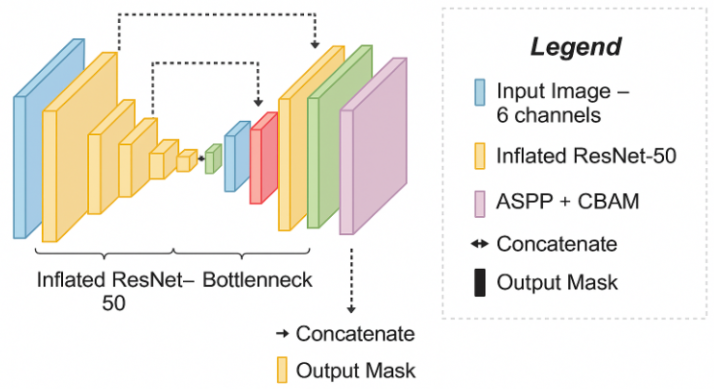 Legend
Input Image –
6 channels
Inflated ResNet-50
ASPP + CBAM
Concatenate
Output Mask
Inflated ResNet–
50
Bottlenneck
Concatenate
Output Mask